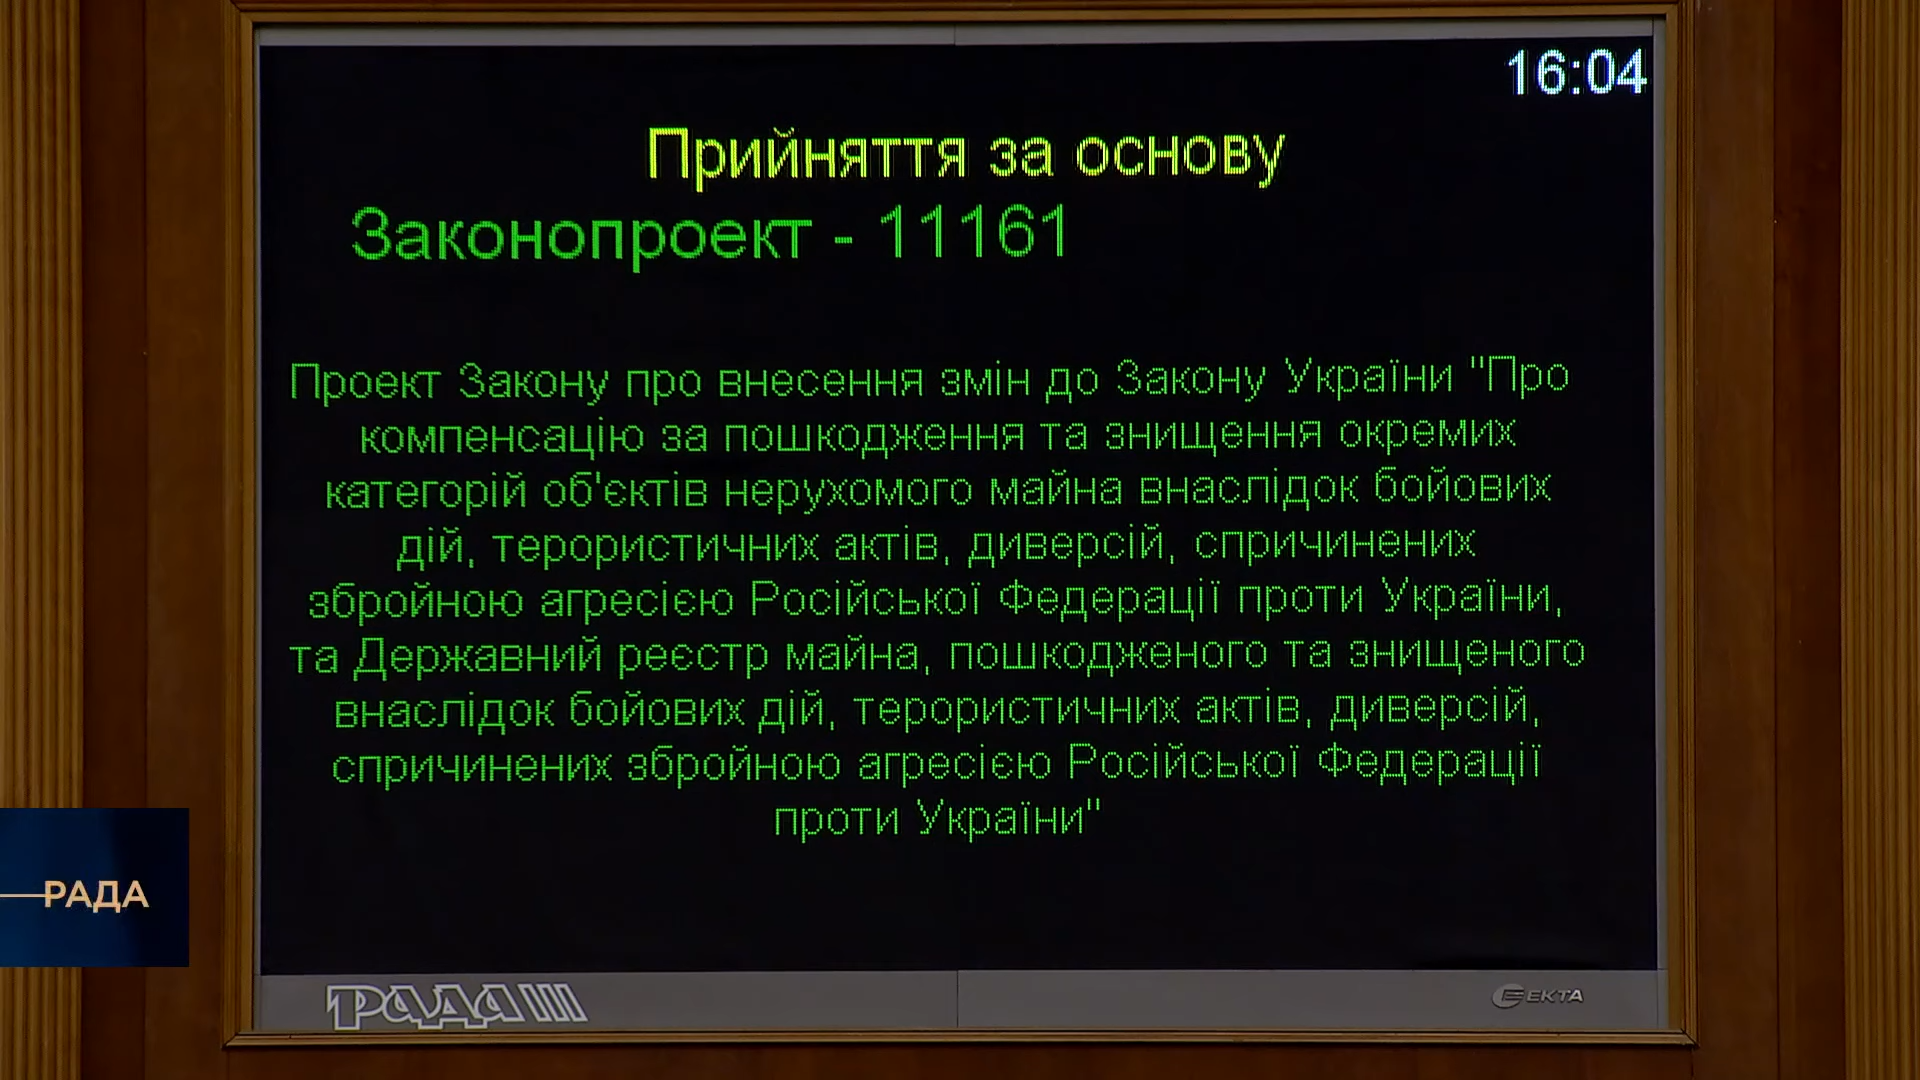 16:04
Прийняття за основу
Законопроект - 11161
Проект Закону про внесення змін до Закону України "Про
компенсацію за пошкодження та знищення окремих
категорій об'єктів нерухомого майна внаслідок бойових
дій, терористичних актів, диверсій, спричинених
збройною агресією Російської Федерації проти України,
та Державний реєстр майна, пошкодженого та знищеного
внаслідок бойових дій, терористичних актів, диверсій,
спричинених збройною агресією Російської Федерації
проти України"
РАДА
РАДА III
ЕКТА